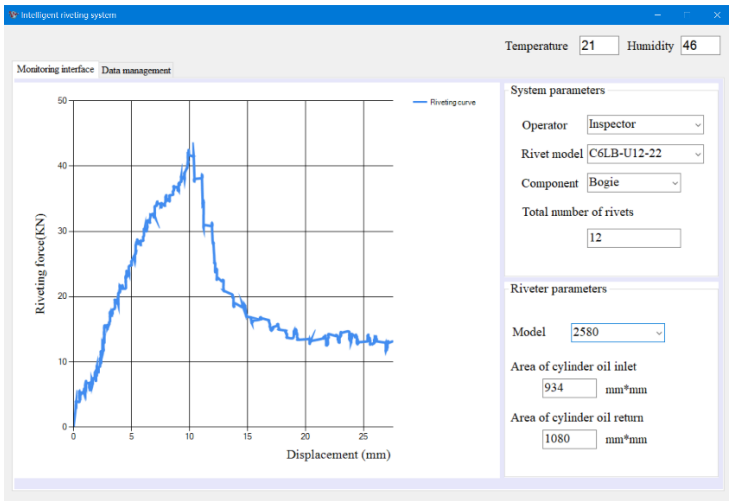 Intelligent riveting system
Temperature 21 Humidity 46
Monitoring interface Data management
Riveting curve
50
40
30
20
10
0
Riveting force(KN)
0 5 10 15 20 25
Displacement (mm)
System parameters
Operator Inspector
Rivet model C6LB-U12-22
Component Bogie
Total number of rivets
12
Riveter parameters
Model 2580
Area of cylinder oil inlet
934 mm*mm
Area of cylinder oil return
1080 mm*mm